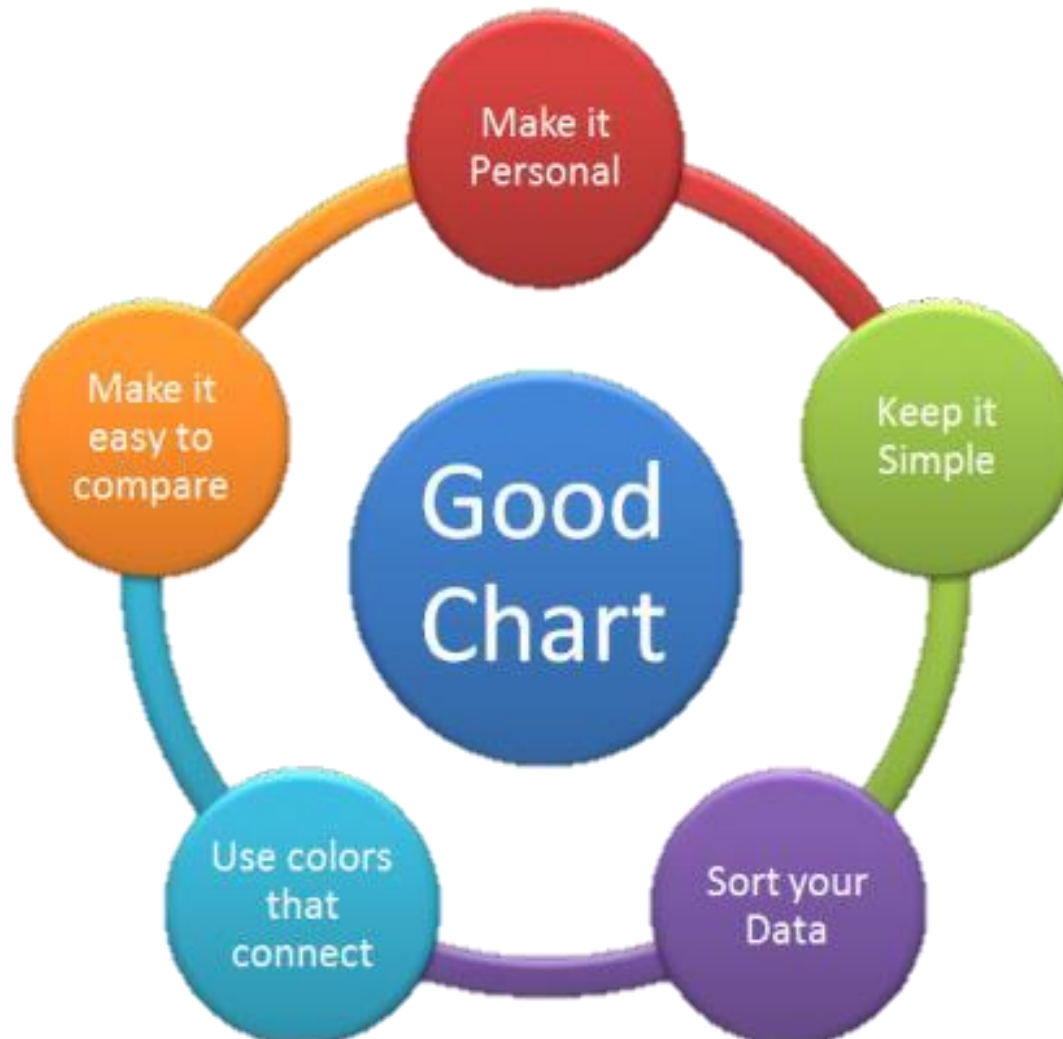 Make it
Personal
Keep it
Simple
Sort your
Data
Use colors
that
connect
Make it
easy to
compare
Good
Chart